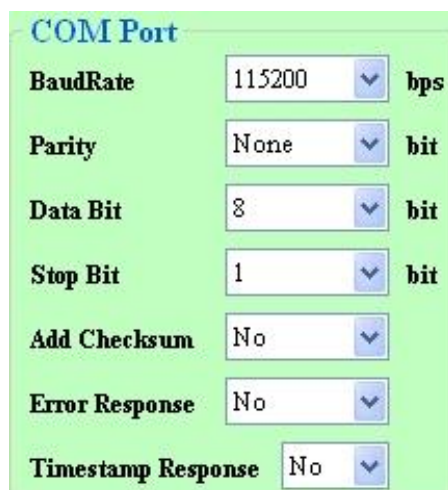 COM Port
BaudRate 115200 bps
Parity None bit
Data Bit 8 bit
Stop Bit 1 bit
Add Checksum No
Error Response No
Timestamp Response No